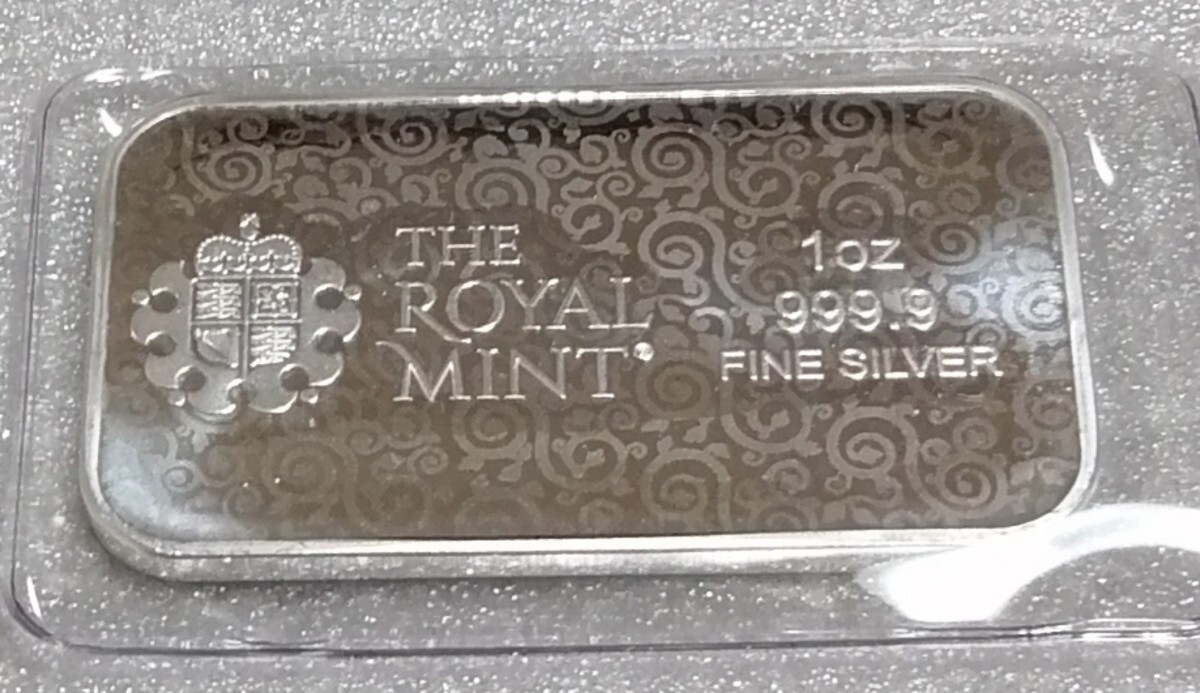 THE
ROYAL
MINT®
1oz
999.9
FINE SILVER